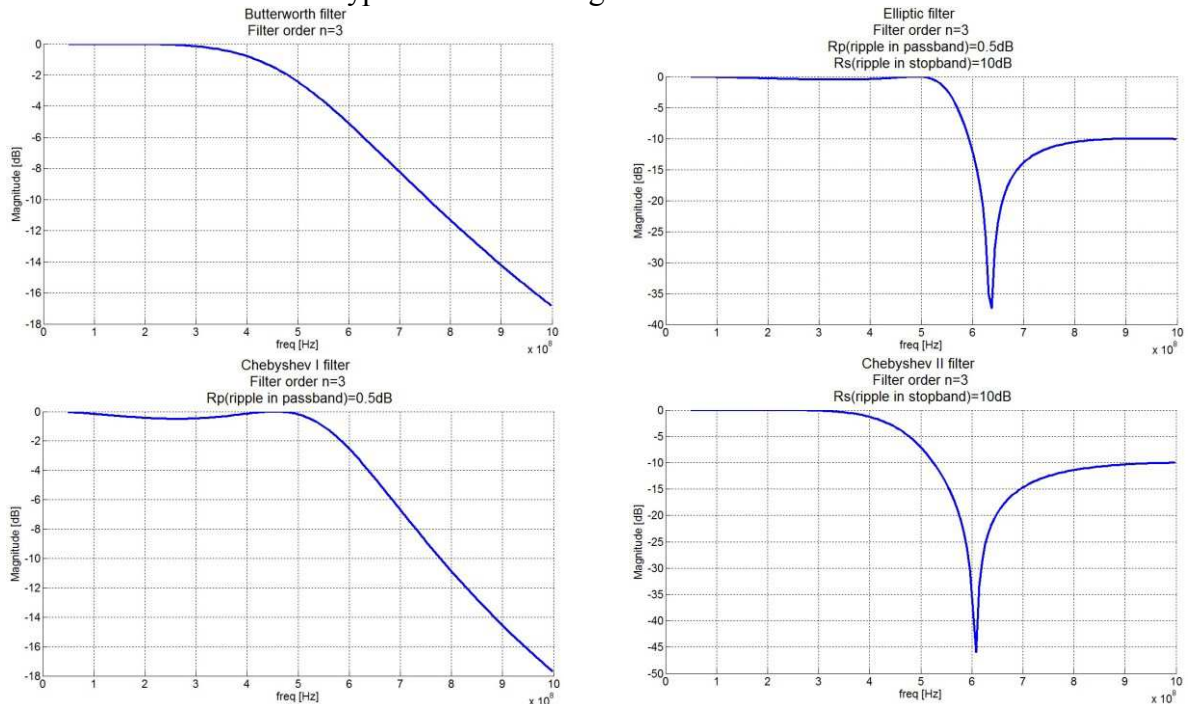 Butterworth filter
Filter order n=3
Magnitude [dB]
0
-2
-4
-6
-8
-10
-12
-14
-16
-18
0 1 2 3 4 5 6 7 8 9 10
freq [Hz]
x 10^8
Elliptic filter
Filter order n=3
Rp(ripple in passband)=0.5dB
Rs(ripple in stopband)=10dB
Magnitude [dB]
0
-5
-10
-15
-20
-25
-30
-35
-40
0 1 2 3 4 5 6 7 8 9 10
freq [Hz]
x 10^8
Chebyshev I filter
Filter order n=3
Rp(ripple in passband)=0.5dB
Magnitude [dB]
0
-2
-4
-6
-8
-10
-12
-14
-16
-18
0 1 2 3 4 5 6 7 8 9 10
freq [Hz]
x 10^8
Chebyshev II filter
Filter order n=3
Rs(ripple in stopband)=10dB
Magnitude [dB]
0
-5
-10
-15
-20
-25
-30
-35
-40
-45
-50
0 1 2 3 4 5 6 7 8 9 10
freq [Hz]
x 10^8